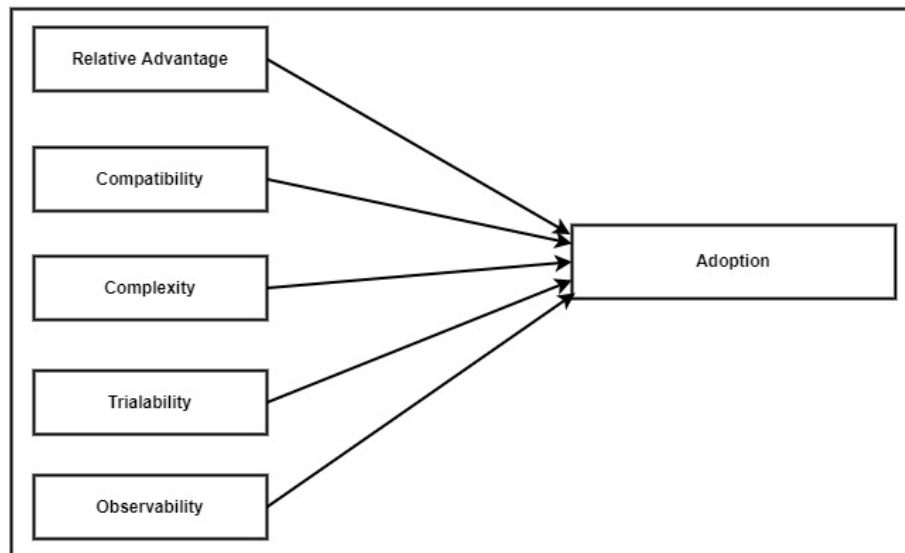 Relative Advantage
Compatibility
Complexity
Adoption
Trialability
Observability